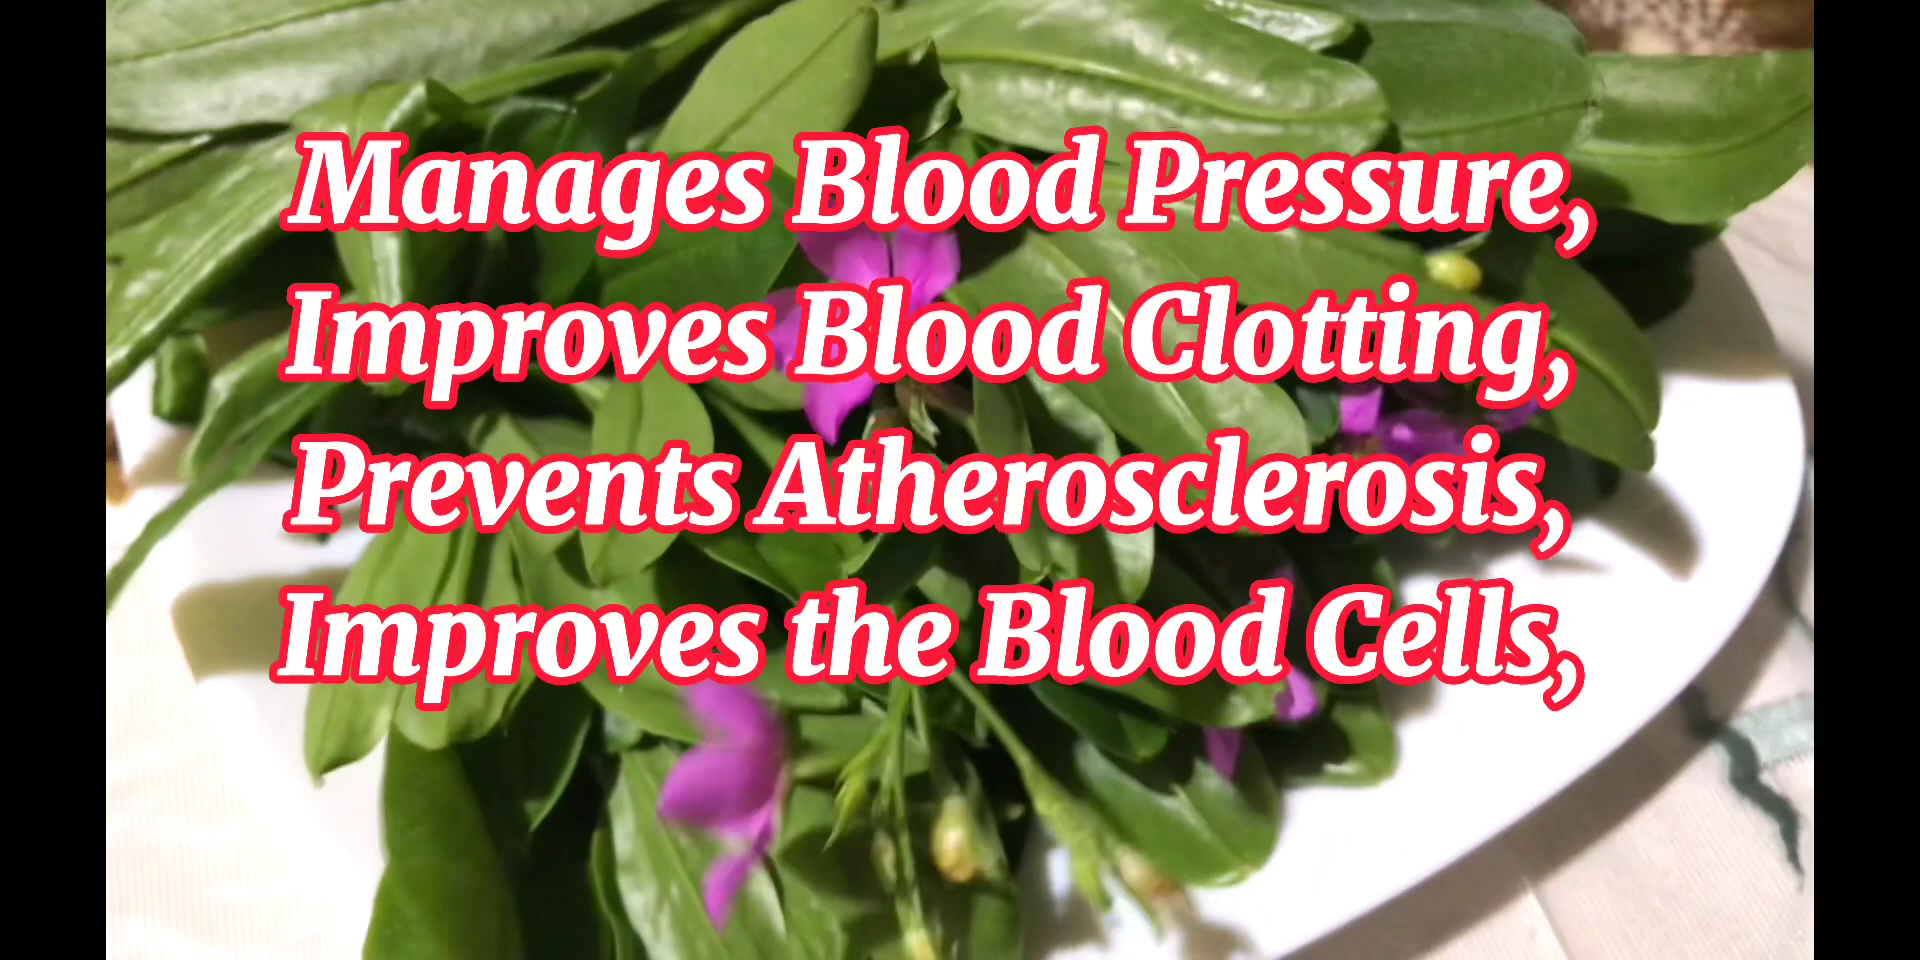 Manages Blood Pressure,
Improves Blood Clotting,
Prevents Atherosclerosis,
Improves the Blood Cells,